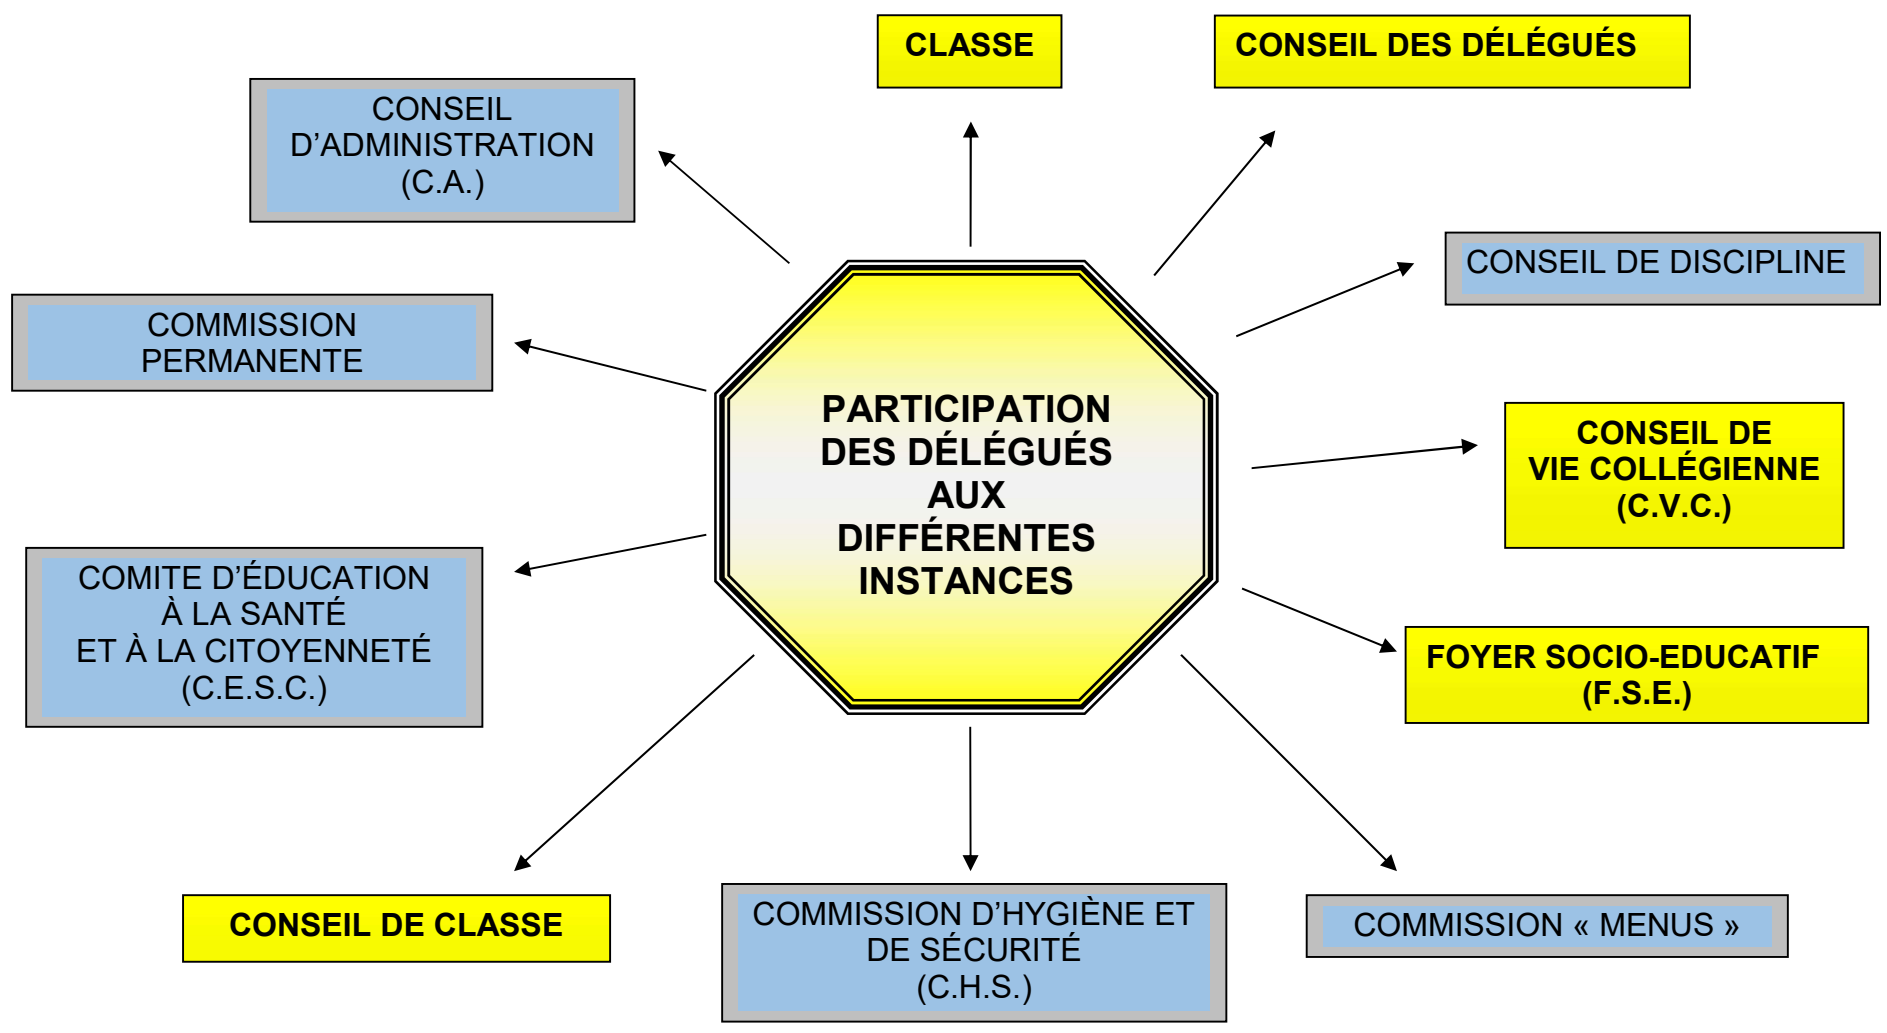 CLASSE
CONSEIL DES DÉLÉGUÉS
CONSEIL
D’ADMINISTRATION
(C.A.)
CONSEIL DE DISCIPLINE
COMMISSION
PERMANENTE
PARTICIPATION
DES DÉLÉGUÉS
AUX
DIFFÉRENTES
INSTANCES
CONSEIL DE
VIE COLLÉGIENNE
(C.V.C.)
COMITE D’ÉDUCATION
À LA SANTÉ
ET À LA CITOYENNETÉ
(C.E.S.C.)
FOYER SOCIO-EDUCATIF
(F.S.E.)
CONSEIL DE CLASSE
COMMISSION D’HYGIÈNE ET
DE SÉCURITÉ
(C.H.S.)
COMMISSION « MENUS »